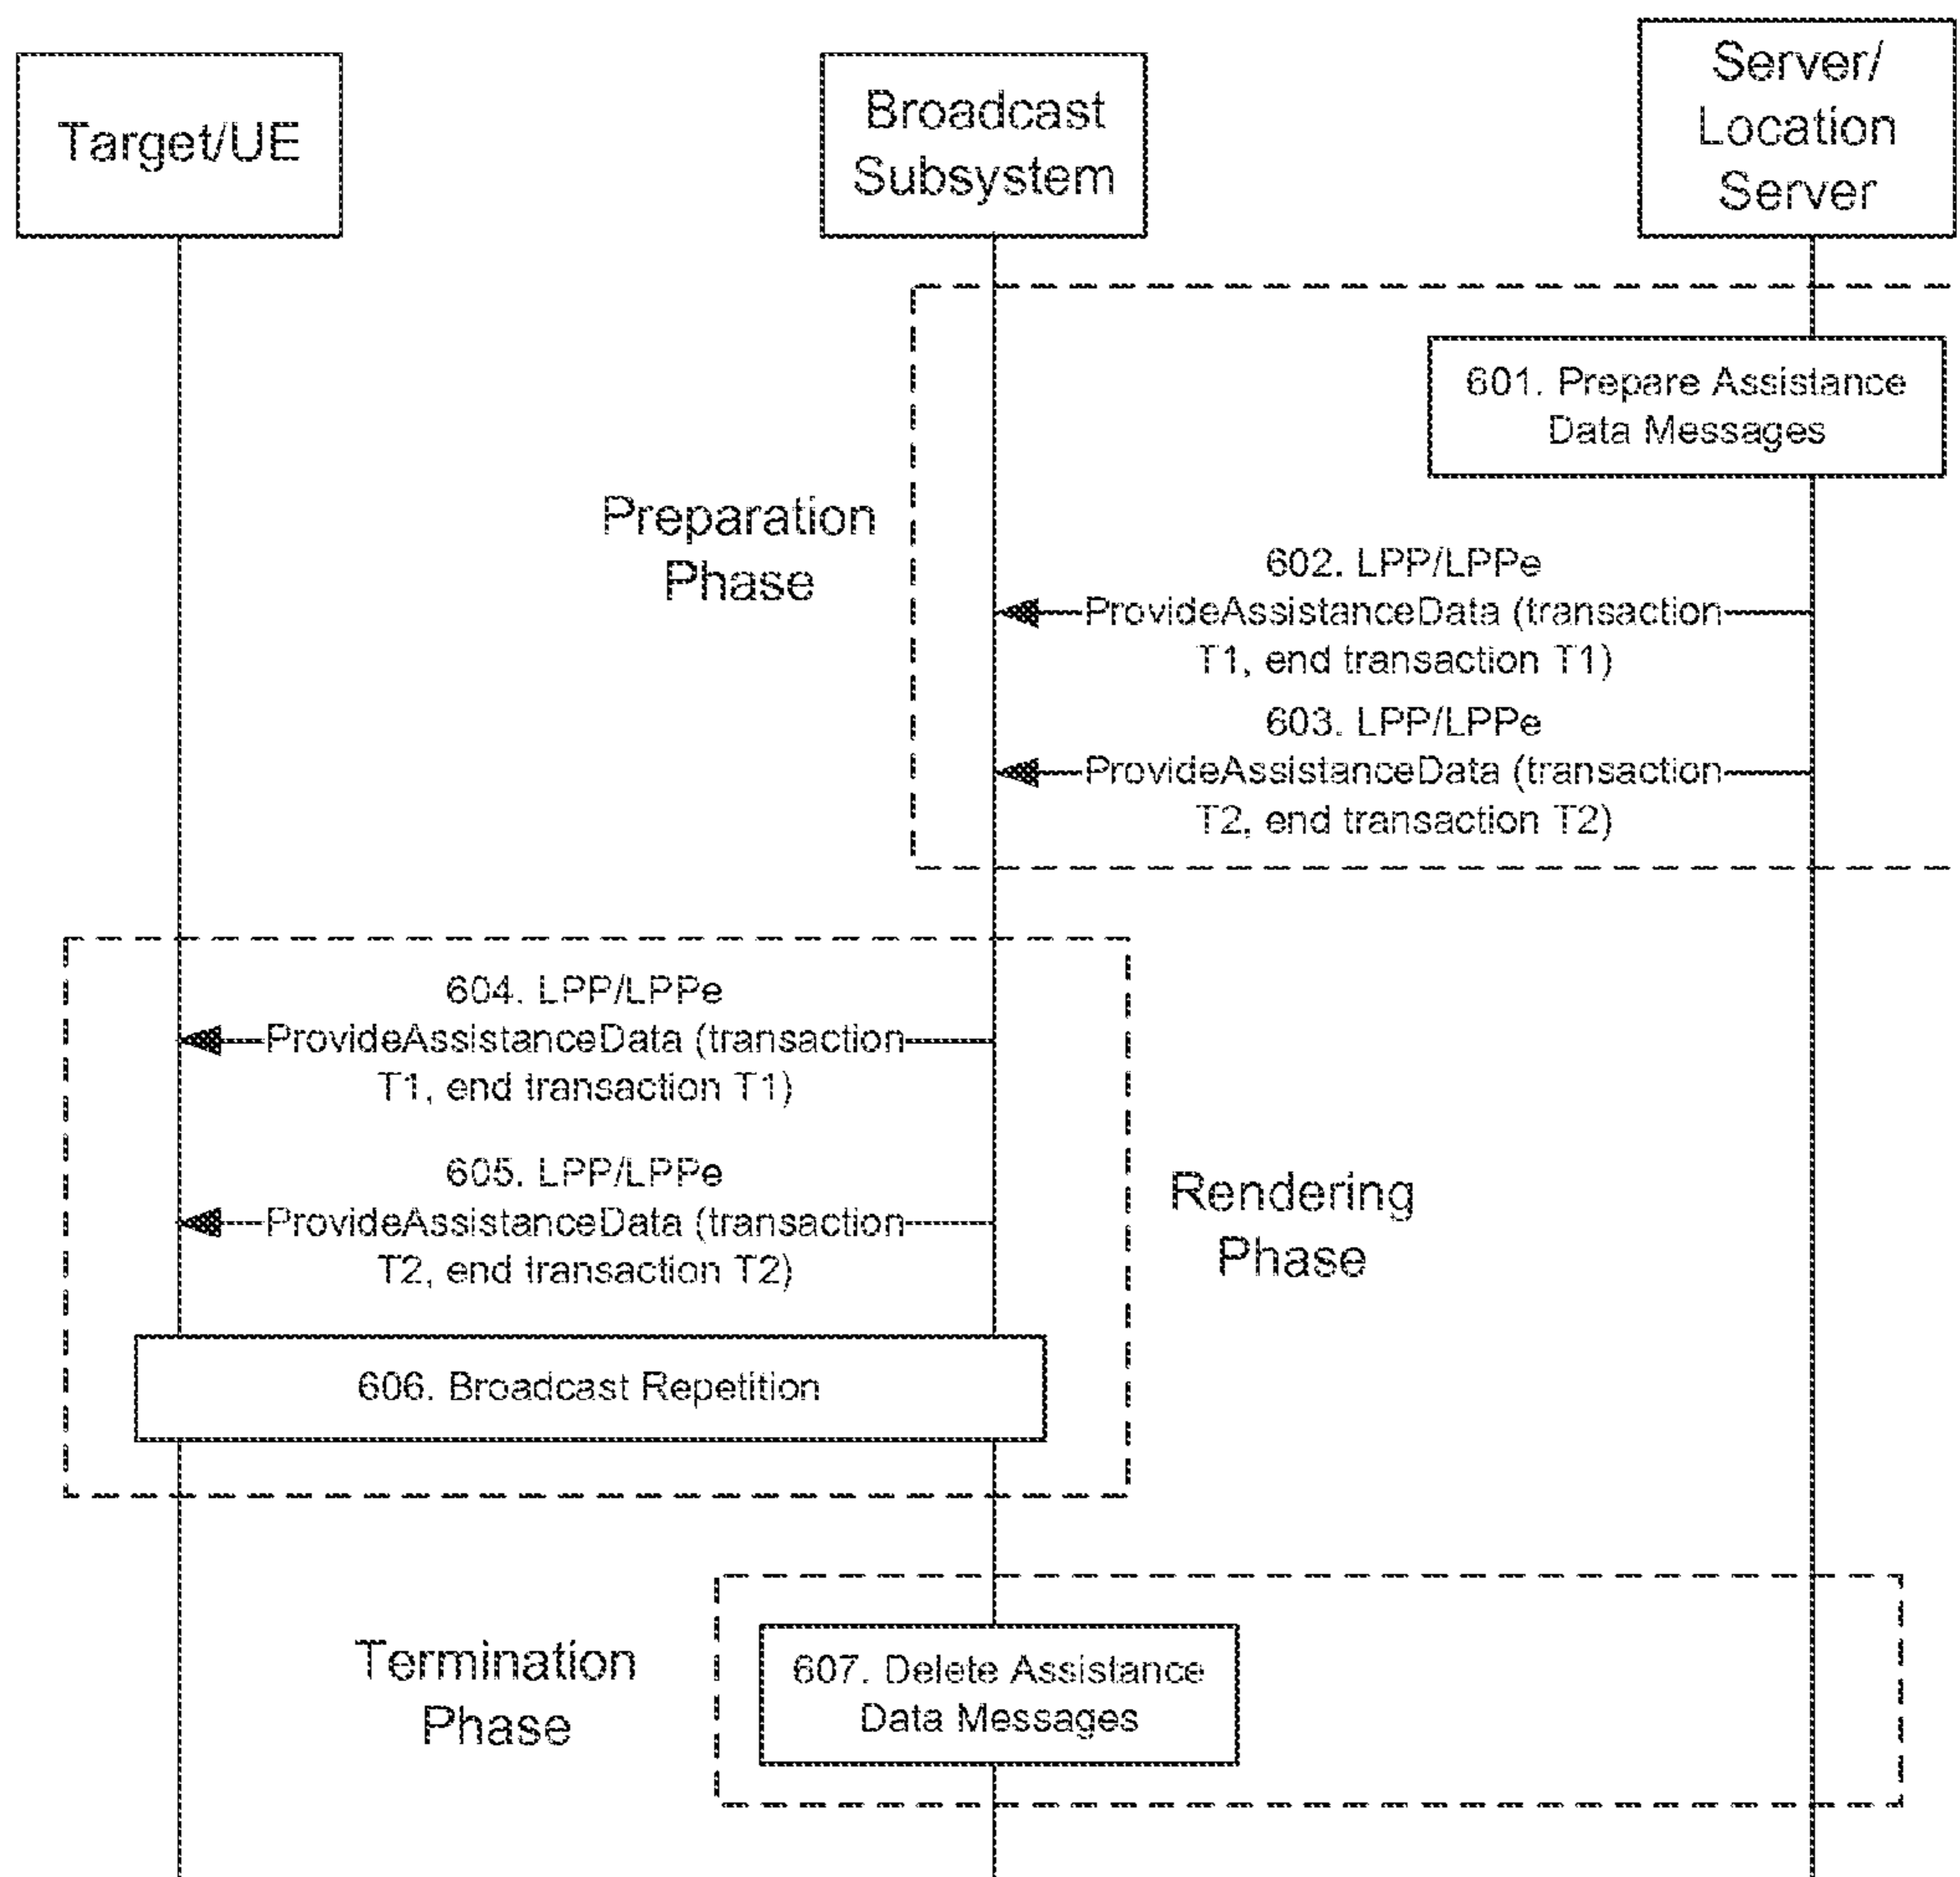 Target/UE
Broadcast
Subsystem
Server/
Location
Server
601. Prepare Assistance
Data Messages
Preparation
Phase
602. LPP/LPPe
ProvideAssistanceData (transaction
T1, end transaction T1)
603. LPP/LPPe
ProvideAssistanceData (transaction
T2, end transaction T2)
604. LPP/LPPe
ProvideAssistanceData (transaction
T1, end transaction T1)
605. LPP/LPPe
ProvideAssistanceData (transaction
T2, end transaction T2)
Rendering
Phase
606. Broadcast Repetition
Termination
Phase
607. Delete Assistance
Data Messages